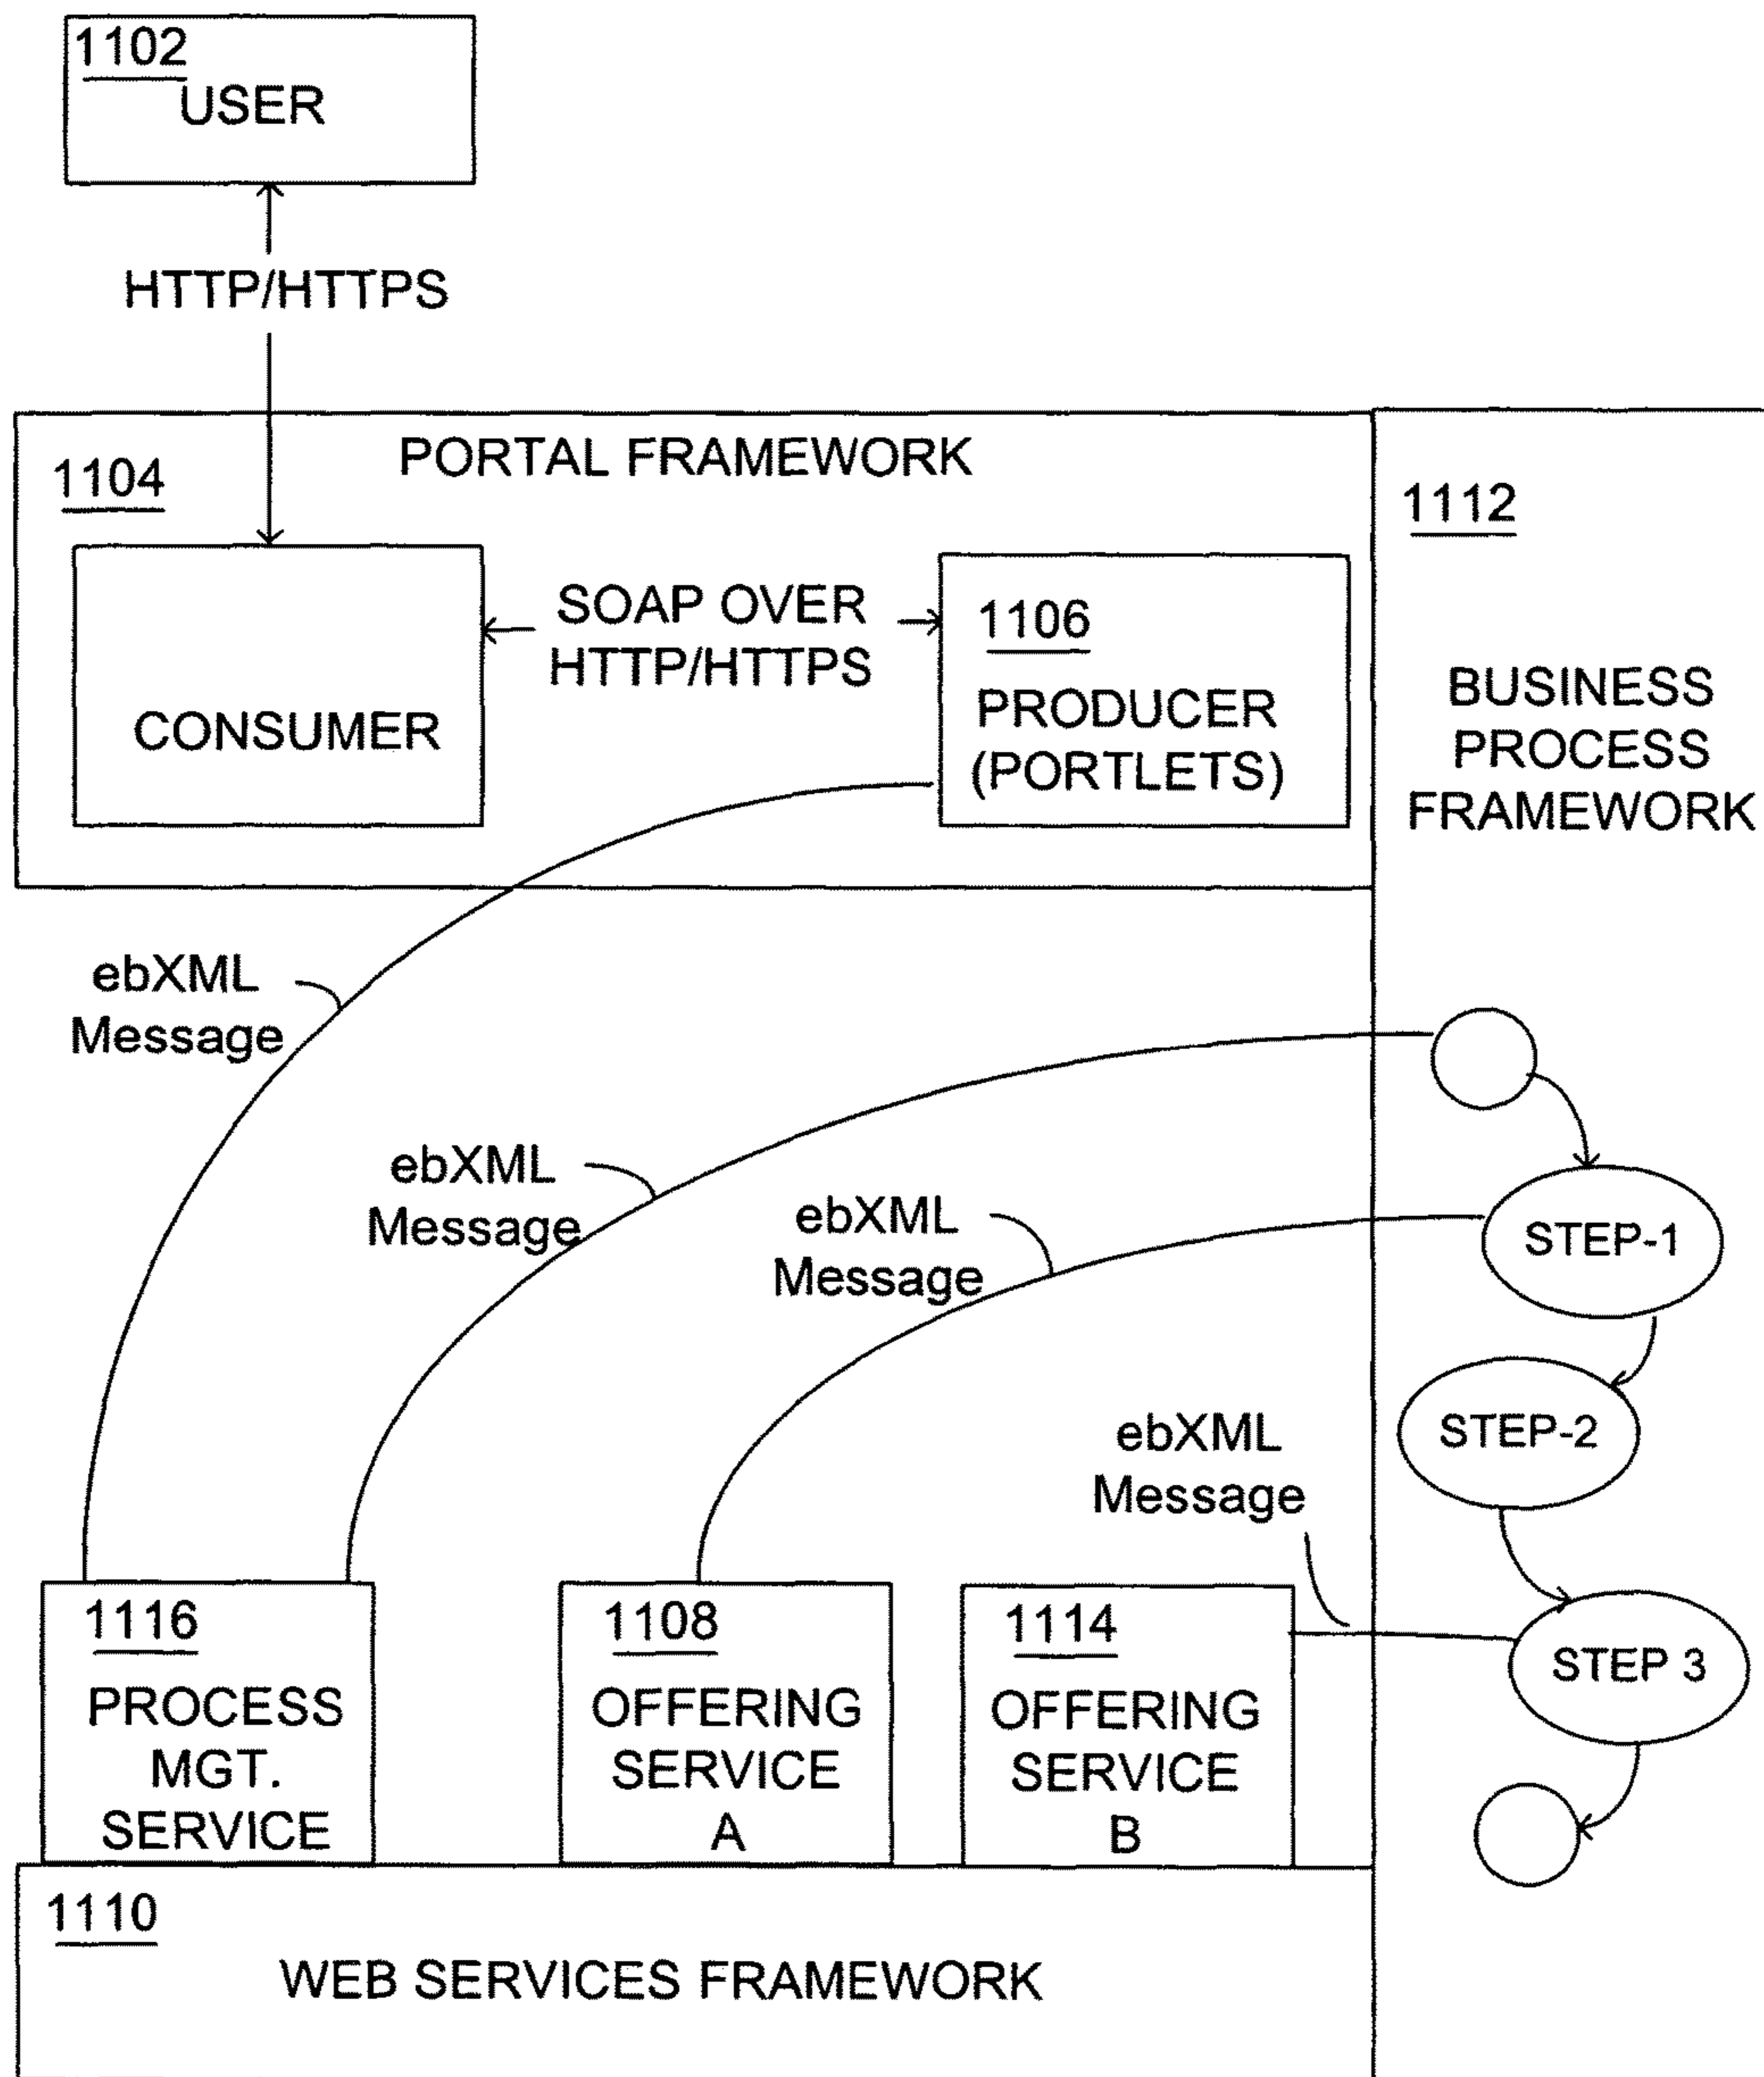 1102
USER
HTTP/HTTPS
PORTAL FRAMEWORK
1104
CONSUMER
SOAP OVER
HTTP/HTTPS
1106
PRODUCER
(PORTLETS)
1112
BUSINESS
PROCESS
FRAMEWORK
ebXML
Message
ebXML
Message
ebXML
Message
ebXML
Message
STEP-1
STEP-2
STEP 3
1116
PROCESS
MGT.
SERVICE
1108
OFFERING
SERVICE
A
1114
OFFERING
SERVICE
B
1110
WEB SERVICES FRAMEWORK